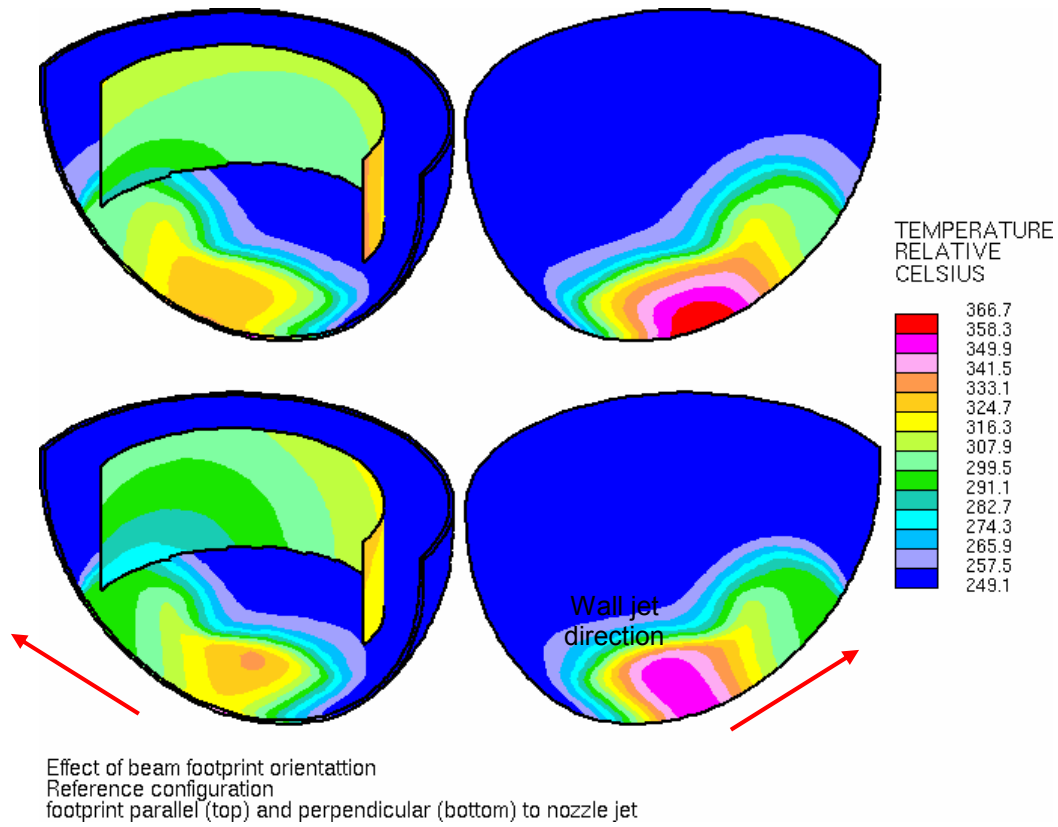 TEMPERATURE
RELATIVE
CELSIUS
366.7
358.3
349.9
341.5
333.1
324.7
316.3
307.9
299.5
291.1
282.7
274.3
265.9
257.5
249.1
Wall jet
direction
Effect of beam footprint orientattion
Reference configuration
footprint parallel (top) and perpendicular (bottom) to nozzle jet